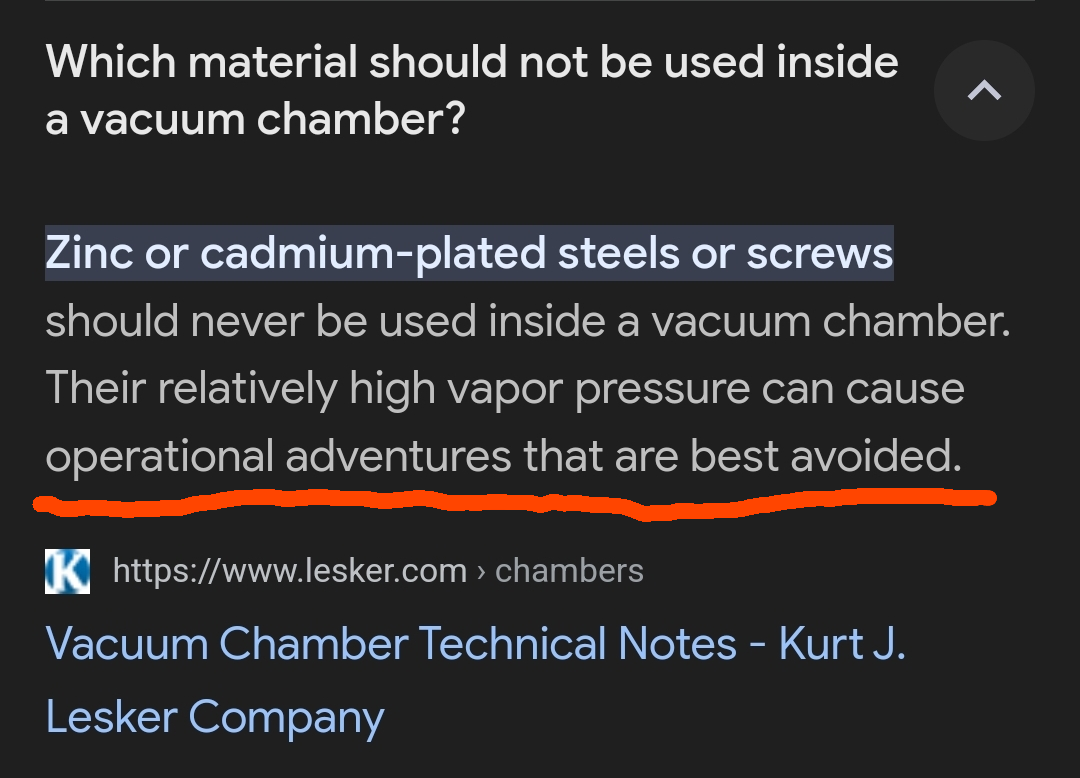 Which material should not be used inside
a vacuum chamber?
Zinc or cadmium-plated steels or screws
should never be used inside a vacuum chamber.
Their relatively high vapor pressure can cause
operational adventures that are best avoided.
K https://www.lesker.com › chambers
Vacuum Chamber Technical Notes - Kurt J.
Lesker Company